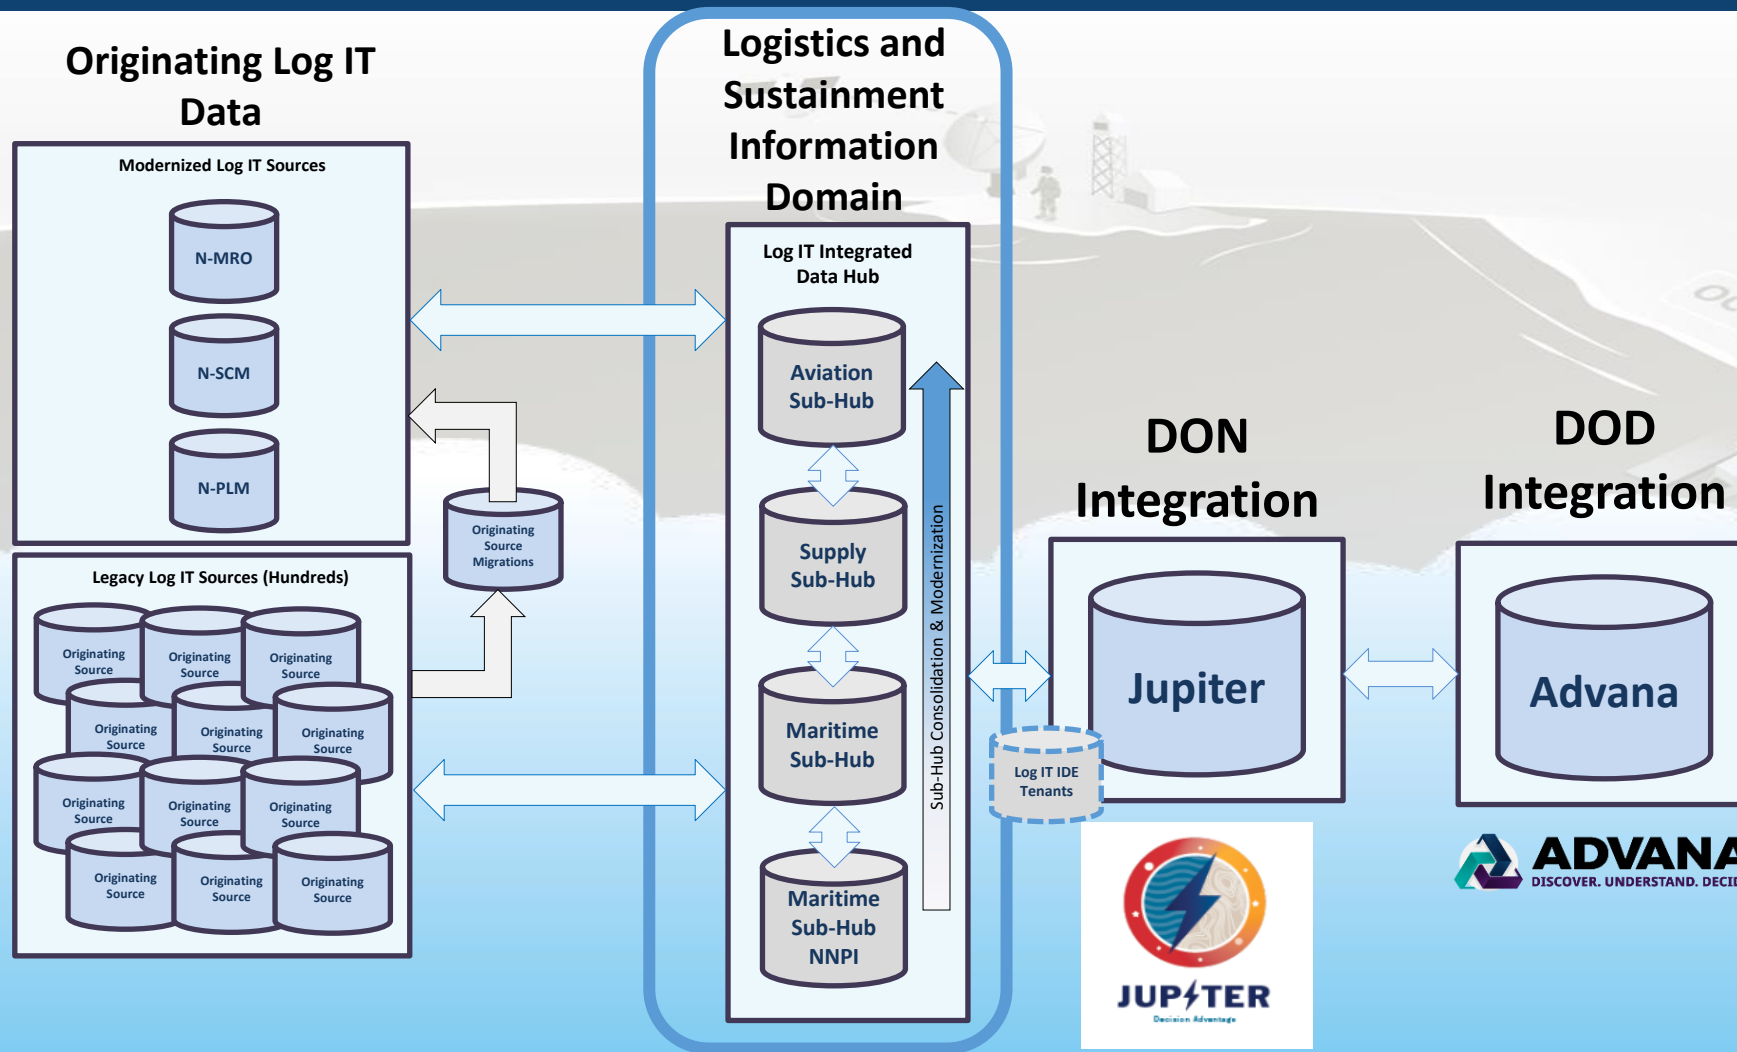 Originating Log IT
Data
Modernized Log IT Sources
N-MRO
N-SCM
N-PLM
Originating
Source
Migrations
Legacy Log IT Sources (Hundreds)
Originating
Source
Originating
Source
Originating
Source
Originating
Source
Originating
Source
Originating
Source
Originating
Source
Originating
Source
Originating
Source
Originating
Source
Originating
Source
Originating
Source
Logistics and
Sustainment
Information
Domain
Log IT Integrated
Data Hub
Aviation
Sub-Hub
Supply
Sub-Hub
Maritime
Sub-Hub
Maritime
Sub-Hub
NNPI
Sub-Hub Consolidation & Modernization
DON
Integration
Jupiter
Log IT IDE
Tenants
JUPITER
Decision Advantage
DOD
Integration
Advana
ADVANA
DISCOVER. UNDERSTAND. DECID